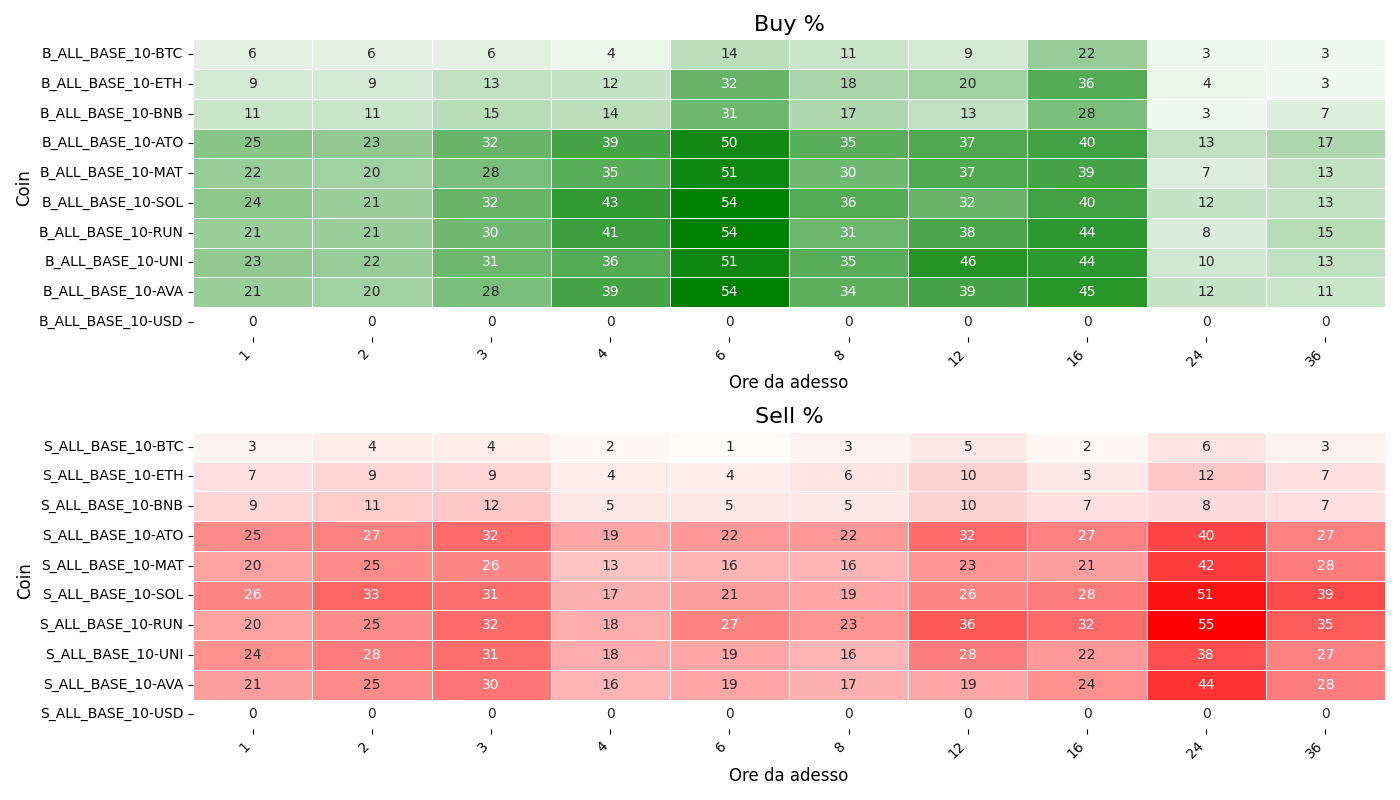 Buy %
Coin
B_ALL_BASE_10-BTC 6 6 6 4 14 11 9 22 3 3
B_ALL_BASE_10-ETH 9 9 13 12 32 18 20 36 4 3
B_ALL_BASE_10-BNB 11 11 15 14 31 17 13 28 3 7
B_ALL_BASE_10-ATO 25 23 32 39 50 35 37 40 13 17
B_ALL_BASE_10-MAT 22 20 28 35 51 30 37 39 7 13
B_ALL_BASE_10-SOL 24 21 32 43 54 36 32 40 12 13
B_ALL_BASE_10-RUN 21 21 30 41 54 31 38 44 8 15
B_ALL_BASE_10-UNI 23 22 31 36 51 35 46 44 10 13
B_ALL_BASE_10-AVA 21 20 28 39 54 34 39 45 12 11
B_ALL_BASE_10-USD 0 0 0 0 0 0 0 0 0 0
1 2 3 4 6 8 12 16 24 36
Ore da adesso
Sell %
Coin
S_ALL_BASE_10-BTC 3 4 4 2 1 3 5 2 6 3
S_ALL_BASE_10-ETH 7 9 9 4 4 6 10 5 12 7
S_ALL_BASE_10-BNB 9 11 12 5 5 5 10 7 8 7
S_ALL_BASE_10-ATO 25 27 32 19 22 22 32 27 40 27
S_ALL_BASE_10-MAT 20 25 26 13 16 16 23 21 42 28
S_ALL_BASE_10-SOL 26 33 31 17 21 19 26 28 51 39
S_ALL_BASE_10-RUN 20 25 32 18 27 23 36 32 55 35
S_ALL_BASE_10-UNI 24 28 31 18 19 16 28 22 38 27
S_ALL_BASE_10-AVA 21 25 30 16 19 17 19 24 44 28
S_ALL_BASE_10-USD 0 0 0 0 0 0 0 0 0 0
1 2 3 4 6 8 12 16 24 36
Ore da adesso